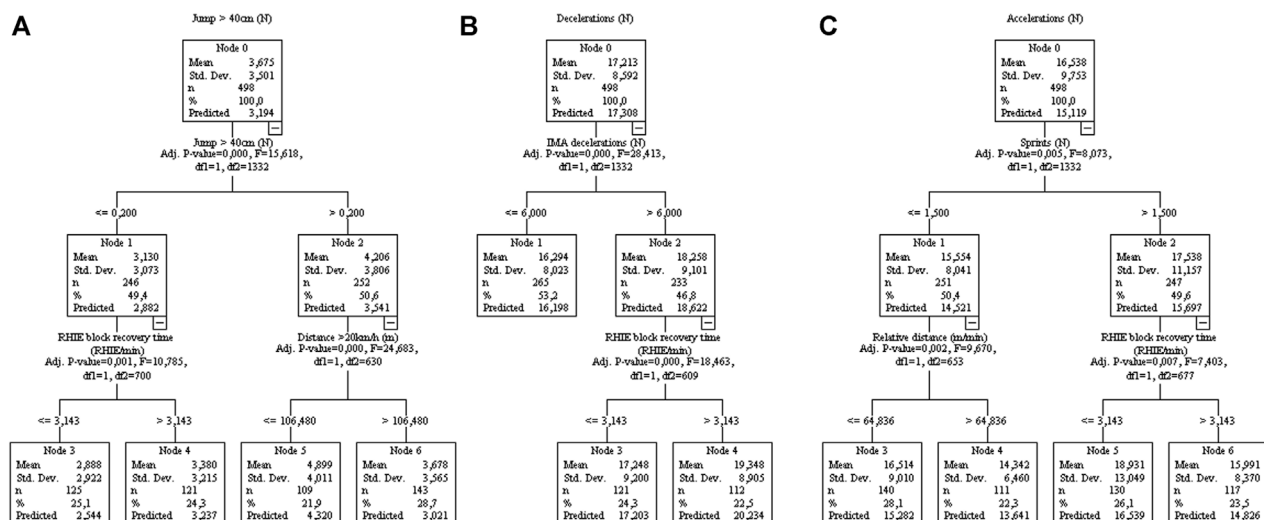 A
Jump > 40cm (N)
Node 0
Mean 3,675
Std. Dev. 3,501
n 498
% 100,0
Predicted 3,194
Jump > 40cm (N)
Adj. P-value=0,000, F=15,618,
df1=1, df2=1332
<= 0,200
> 0,200
Node 1
Mean 3,130
Std. Dev. 3,073
n 246
% 49,4
Predicted 2,882
Node 2
Mean 4,206
Std. Dev. 3,806
n 252
% 50,6
Predicted 3,541
RHIE block recovery time
(RHIE/min)
Adj. P-value=0,001, F=10,785,
df1=1, df2=700
Distance >20km/h (m)
Adj. P-value=0,000, F=24,683,
df1=1, df2=630
<= 3,143
> 3,143
<= 106,480
> 106,480
Node 3
Mean 2,888
Std. Dev. 2,922
n 125
% 25,1
Predicted 2,544
Node 4
Mean 3,380
Std. Dev. 3,215
n 121
% 24,3
Predicted 3,237
Node 5
Mean 4,899
Std. Dev. 4,011
n 109
% 21,9
Predicted 4,320
Node 6
Mean 3,678
Std. Dev. 3,565
n 143
% 28,7
Predicted 3,021
B
Decelerations (N)
Node 0
Mean 17,213
Std. Dev. 8,592
n 498
% 100,0
Predicted 17,308
IMA decelerations (N)
Adj. P-value=0,000, F=28,413,
df1=1, df2=1332
<= 6,000
> 6,000
Node 1
Mean 16,294
Std. Dev. 8,023
n 265
% 53,2
Predicted 16,198
Node 2
Mean 18,258
Std. Dev. 9,101
n 233
% 46,8
Predicted 18,622
RHIE block recovery time
(RHIE/min)
Adj. P-value=0,000, F=18,463,
df1=1, df2=609
<= 3,143
> 3,143
Node 3
Mean 17,248
Std. Dev. 9,200
n 121
% 24,3
Predicted 17,203
Node 4
Mean 19,348
Std. Dev. 8,905
n 112
% 22,5
Predicted 20,234
C
Accelerations (N)
Node 0
Mean 16,538
Std. Dev. 9,753
n 498
% 100,0
Predicted 15,119
Sprints (N)
Adj. P-value=0,005, F=8,073,
df1=1, df2=1332
<= 1,500
> 1,500
Node 1
Mean 15,554
Std. Dev. 8,041
n 251
% 50,4
Predicted 14,521
Node 2
Mean 17,538
Std. Dev. 11,157
n 247
% 49,6
Predicted 15,697
Relative distance (m/min)
Adj. P-value=0,002, F=9,670,
df1=1, df2=653
RHIE block recovery time
(RHIE/min)
Adj. P-value=0,007, F=7,403,
df1=1, df2=677
<= 64,836
> 64,836
<= 3,143
> 3,143
Node 3
Mean 16,514
Std. Dev. 9,010
n 140
% 28,1
Predicted 15,282
Node 4
Mean 14,342
Std. Dev. 6,460
n 111
% 22,3
Predicted 13,641
Node 5
Mean 18,931
Std. Dev. 13,049
n 130
% 26,1
Predicted 16,539
Node 6
Mean 15,991
Std. Dev. 8,370
n 117
% 23,5
Predicted 14,826